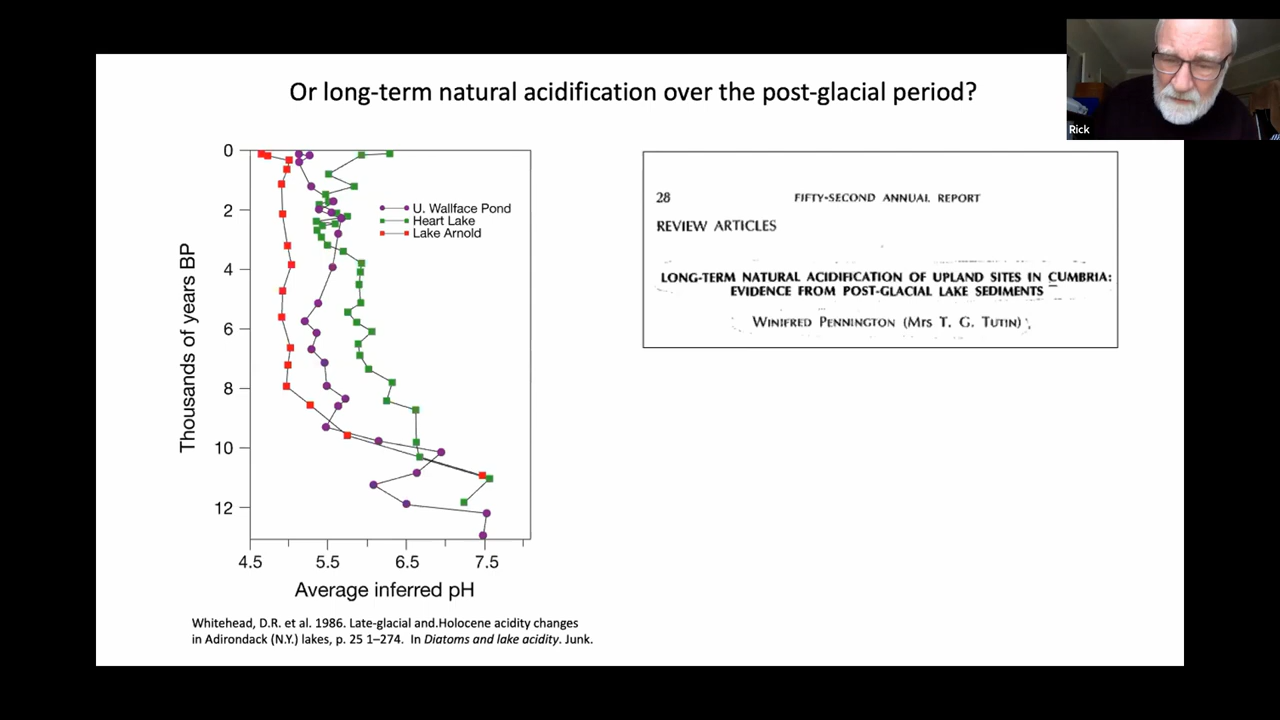 Or long-term natural acidification over the post-glacial period?
Rick
0
2
4
6
8
10
12
Thousands of years BP
U. Wallface Pond
Heart Lake
Lake Arnold
4.5
5.5
6.5
7.5
Average inferred pH
Whitehead, D.R. et al. 1986. Late-glacial and.Holocene acidity changes
in Adirondack (N.Y.) lakes, p. 25 1–274. In Diatoms and lake acidity. Junk.
28 FIFTY-SECOND ANNUAL REPORT
REVIEW ARTICLES
LONG-TERM NATURAL ACIDIFICATION OF UPLAND SITES IN CUMBRIA:
EVIDENCE FROM POST-GLACIAL LAKE SEDIMENTS
WINIFRED PENNINGTON (MRS T. G. TUTIN)